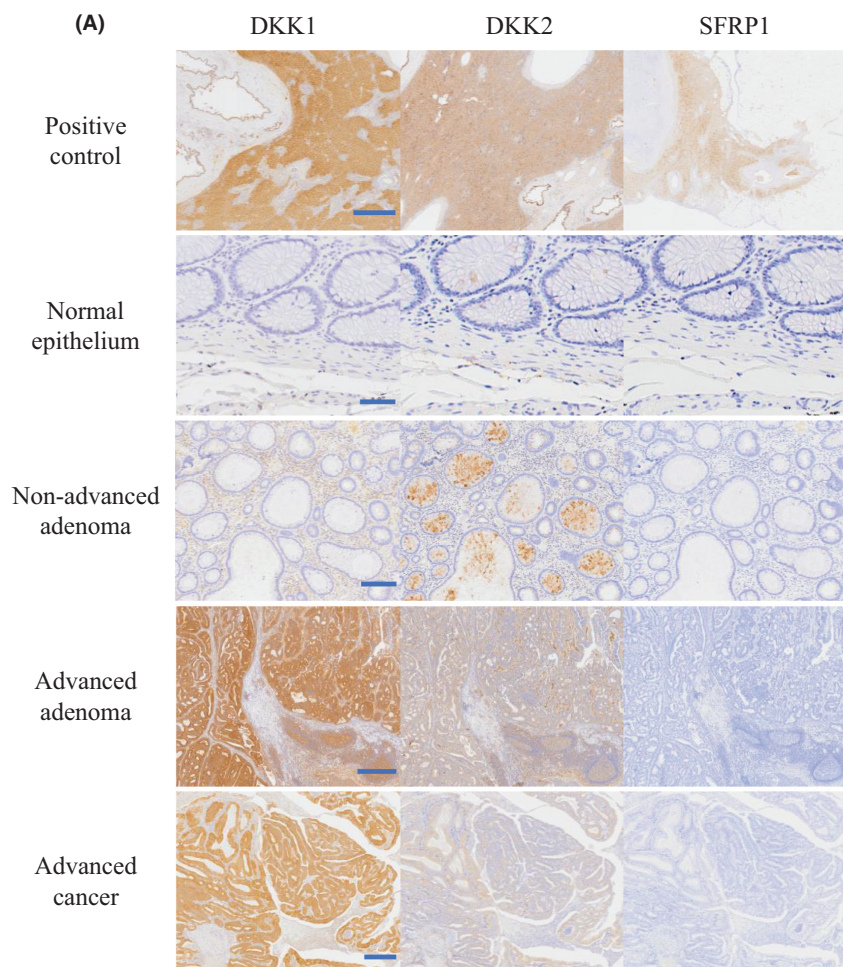 (A)
DKK1 DKK2 SFRP1
Positive
control
Normal
epithelium
Non-advanced
adenoma
Advanced
adenoma
Advanced
cancer